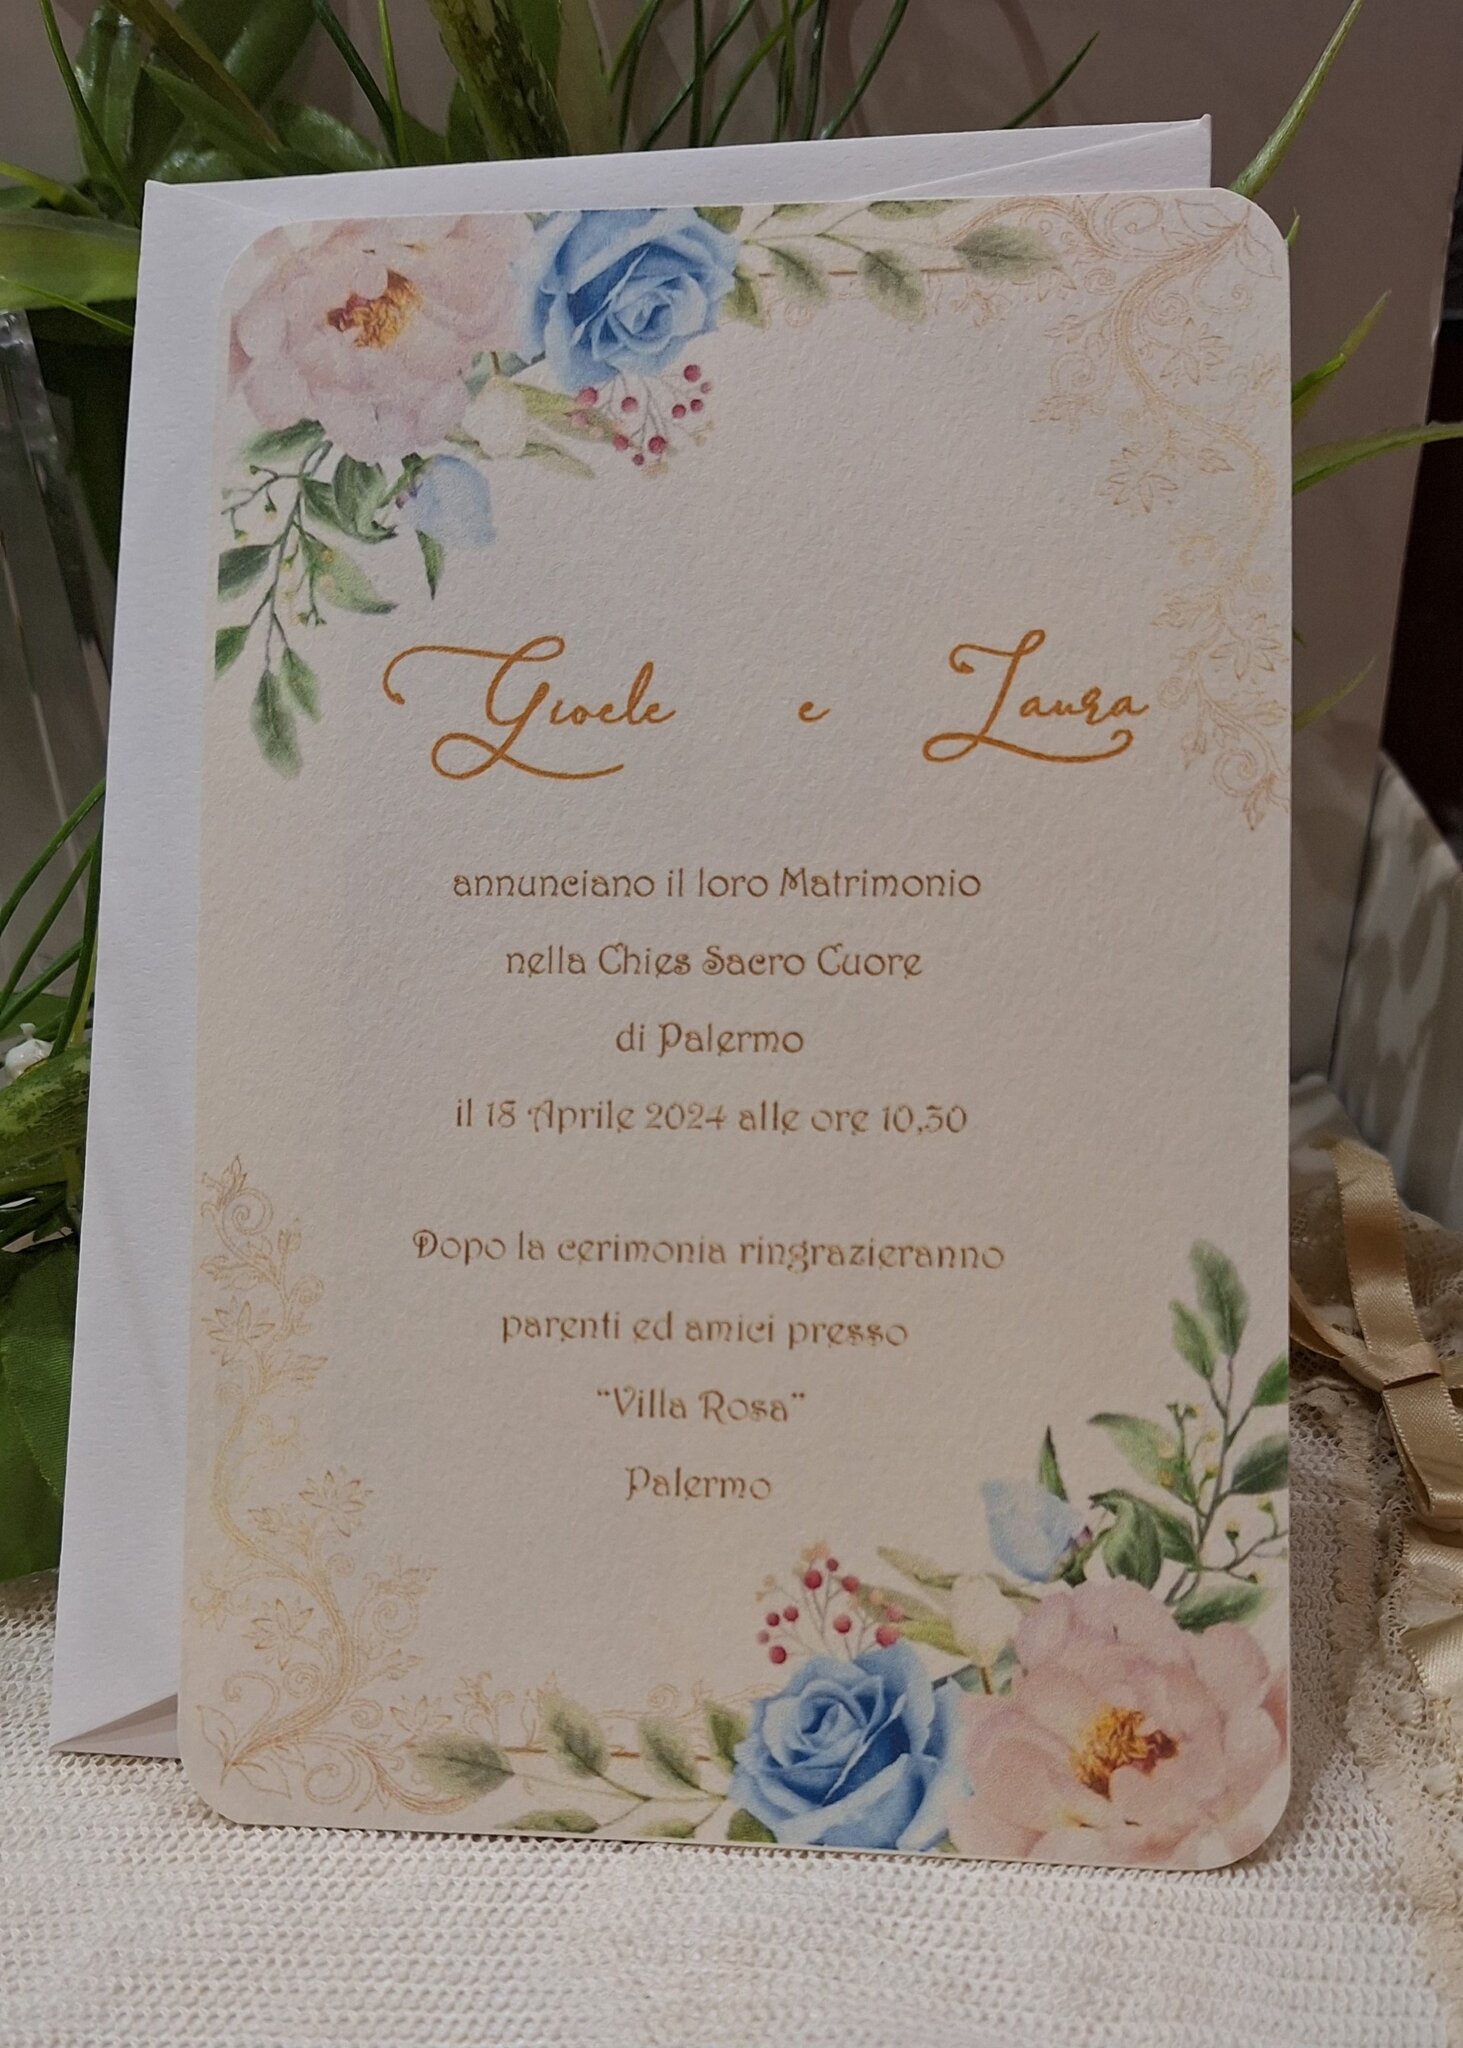 Gioele e Laura
annunciano il loro Matrimonio
nella Chies Sacro Cuore
di Palermo
il 18 Aprile 2024 alle ore 10,30
Dopo la cerimonia ringrazieranno
parenti ed amici presso
“Villa Rosa”
Palermo